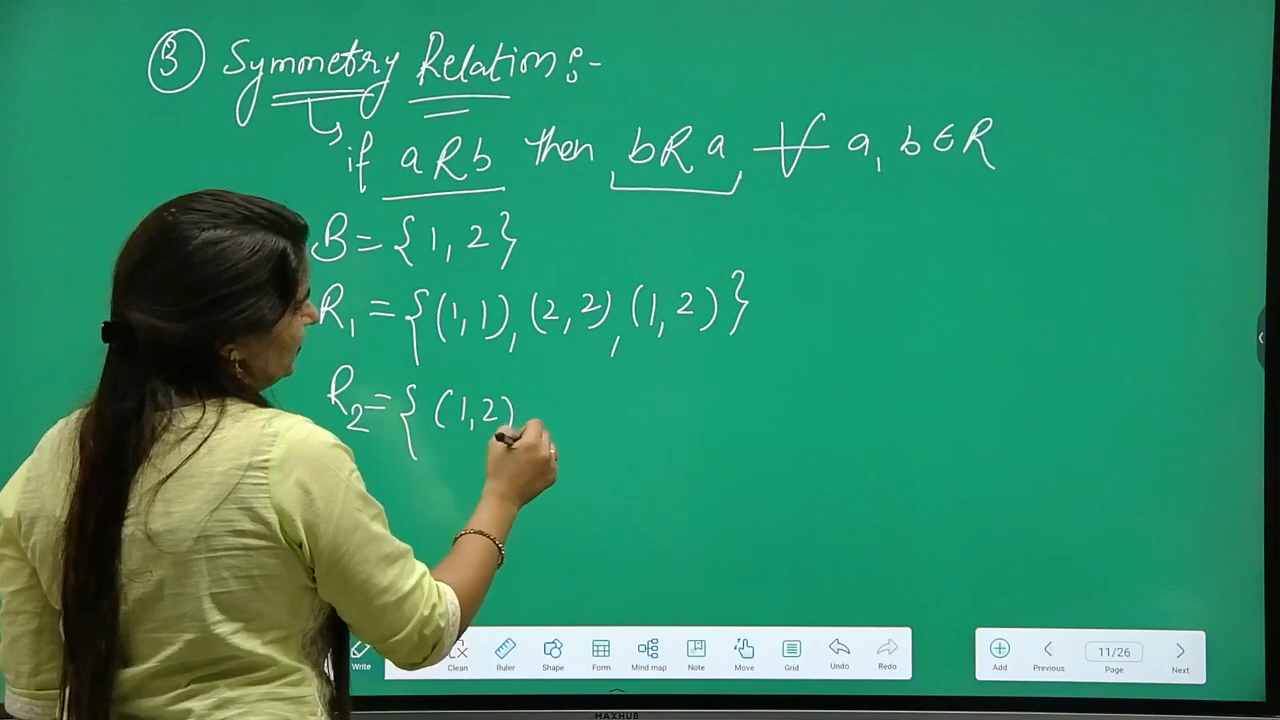 ③ Symmetry Relation :-
if aRb then bRa ∀ a, b ∈ R
B = {1, 2}
R₁ = {(1,1), (2,2), (1,2)}
R₂ = { (1,2)
Write Clean Ruler Shape Form Mind map Note Move Grid Undo Redo Add Previous 11/26 Page Next
MAXHUB